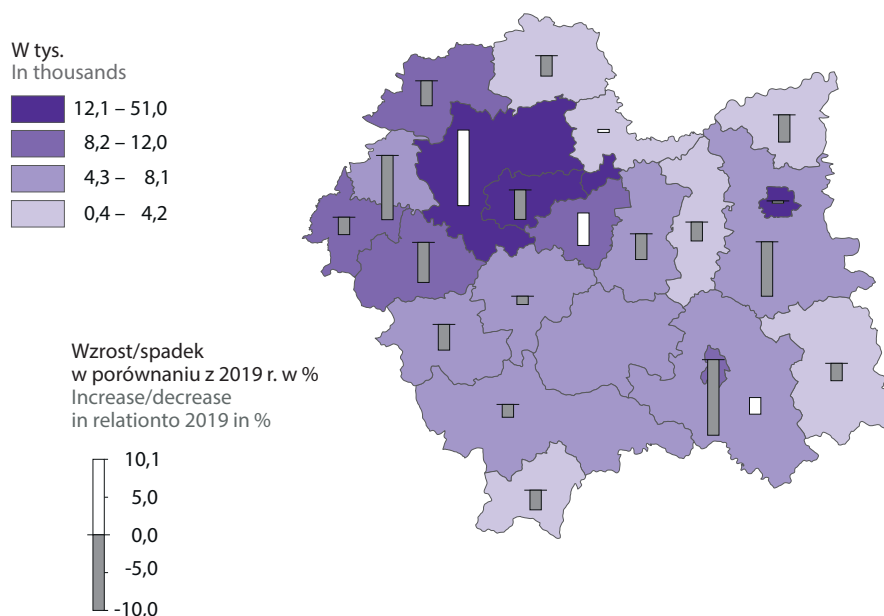 W tys.
In thousands
12,1 – 51,0
8,2 – 12,0
4,3 – 8,1
0,4 – 4,2
Wzrost/spadek
w porównaniu z 2019 r. w %
Increase/decrease
in relationto 2019 in %
10,1
5,0
0,0
-5,0
-10,0